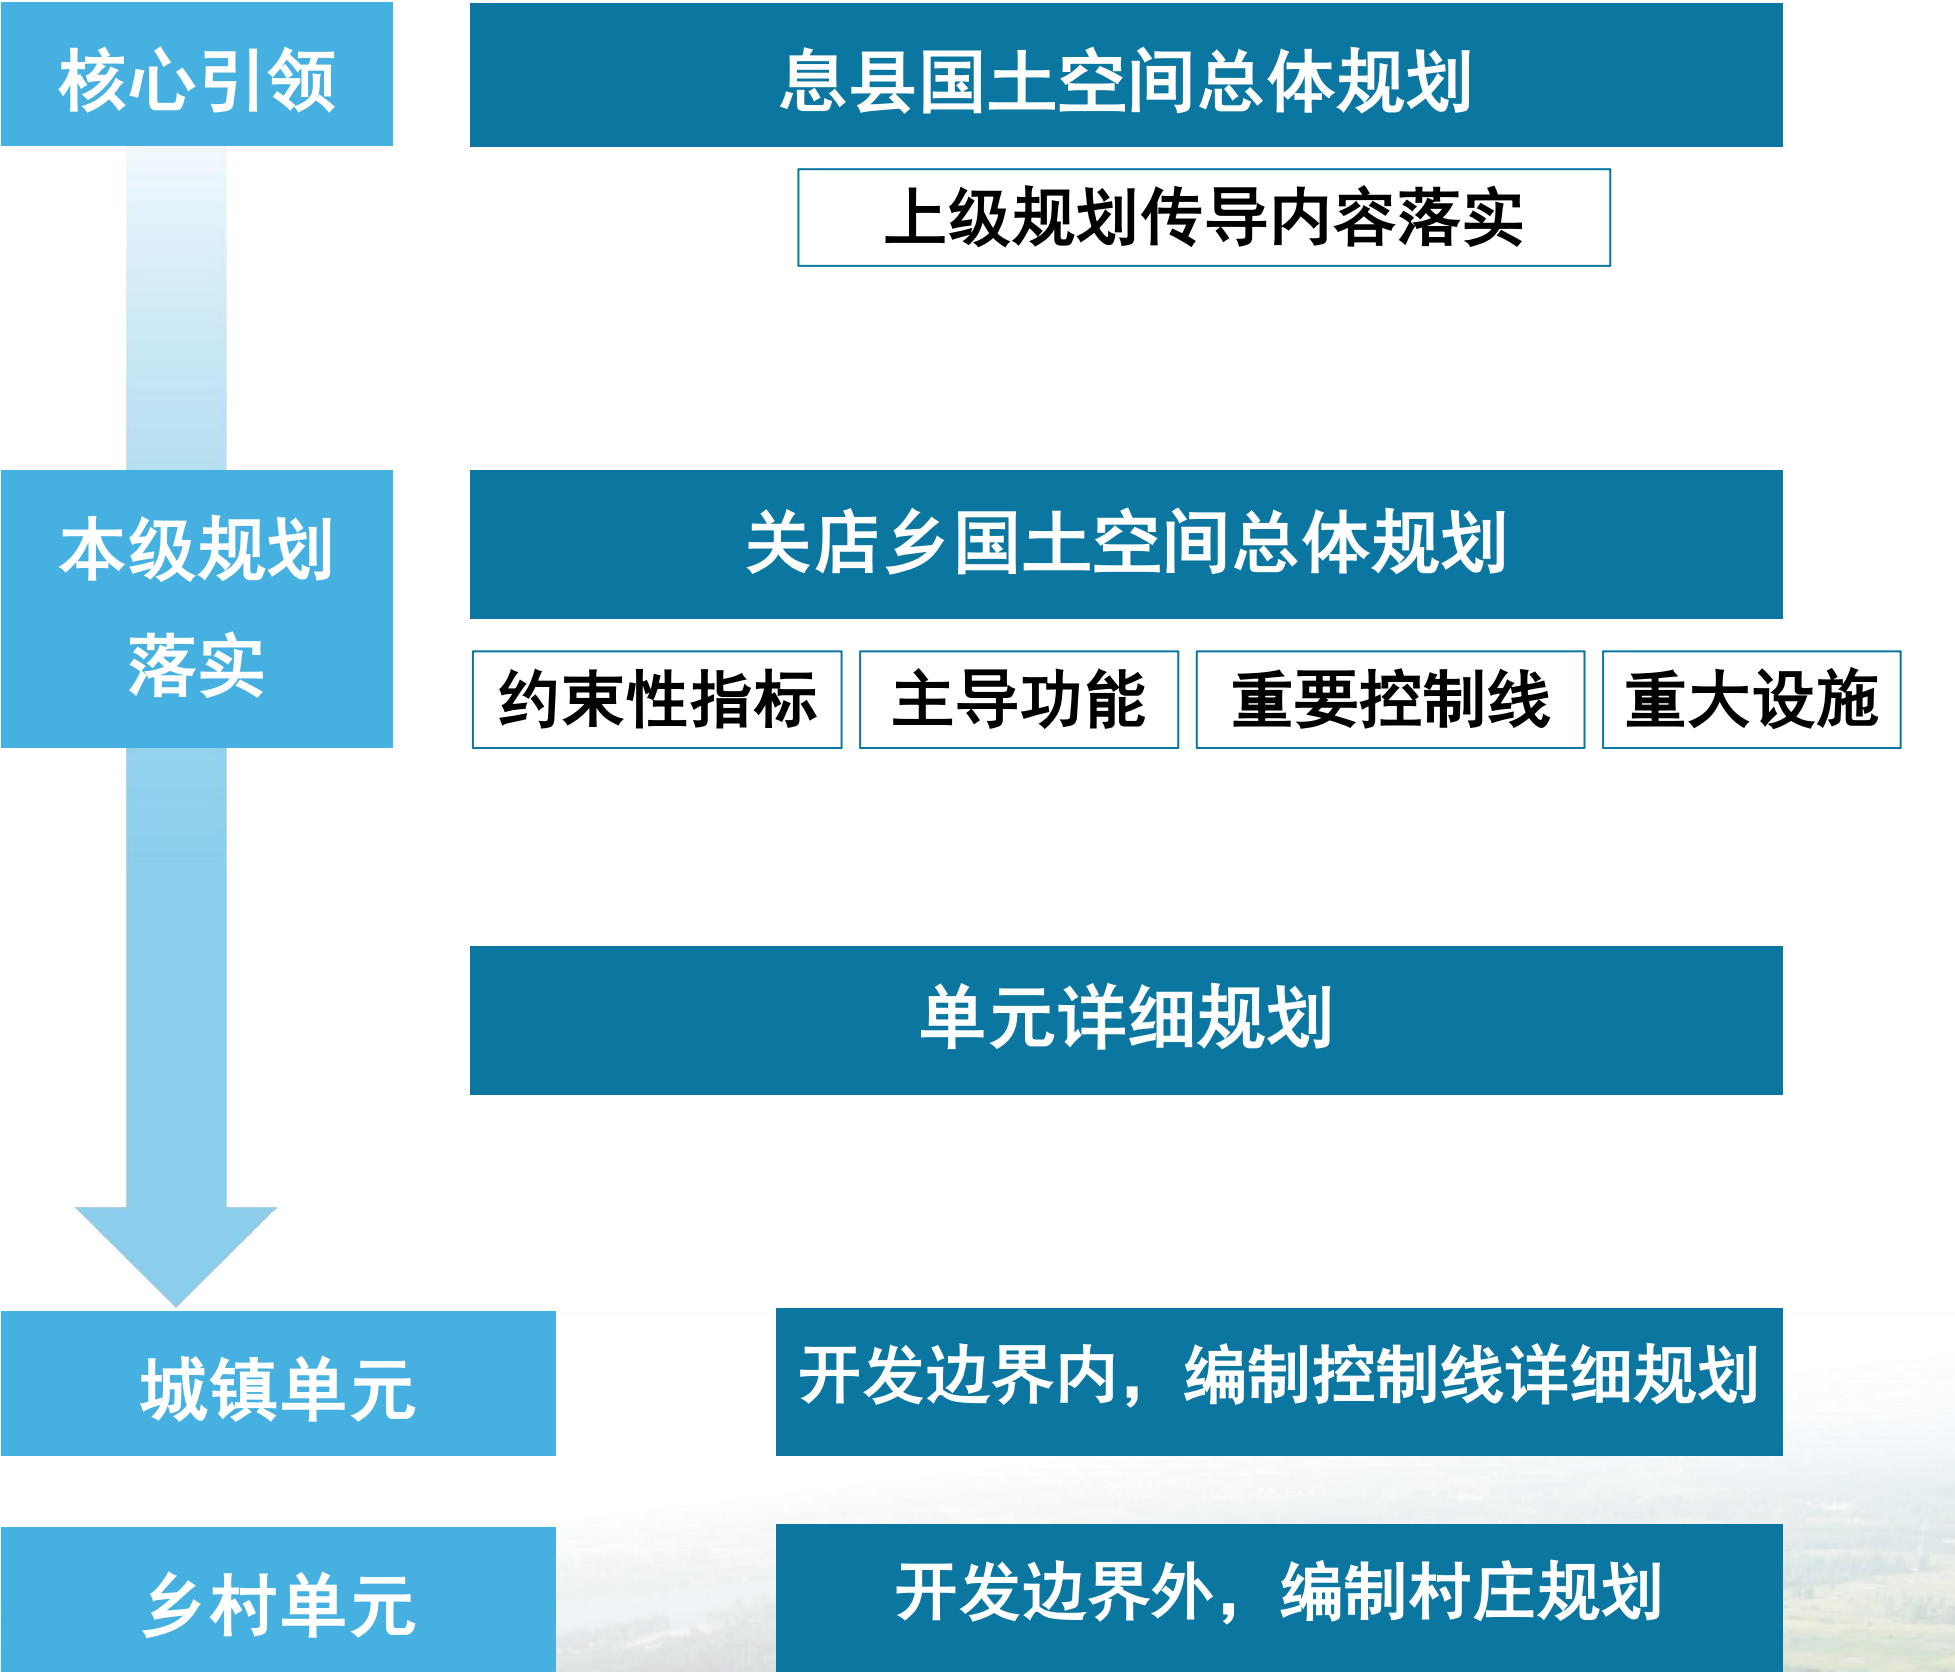 核心引领
息县国土空间总体规划
上级规划传导内容落实
本级规划
落实
关店乡国土空间总体规划
约束性指标
主导功能
重要控制线
重大设施
单元详细规划
城镇单元
开发边界内，编制控制线详细规划
乡村单元
开发边界外，编制村庄规划